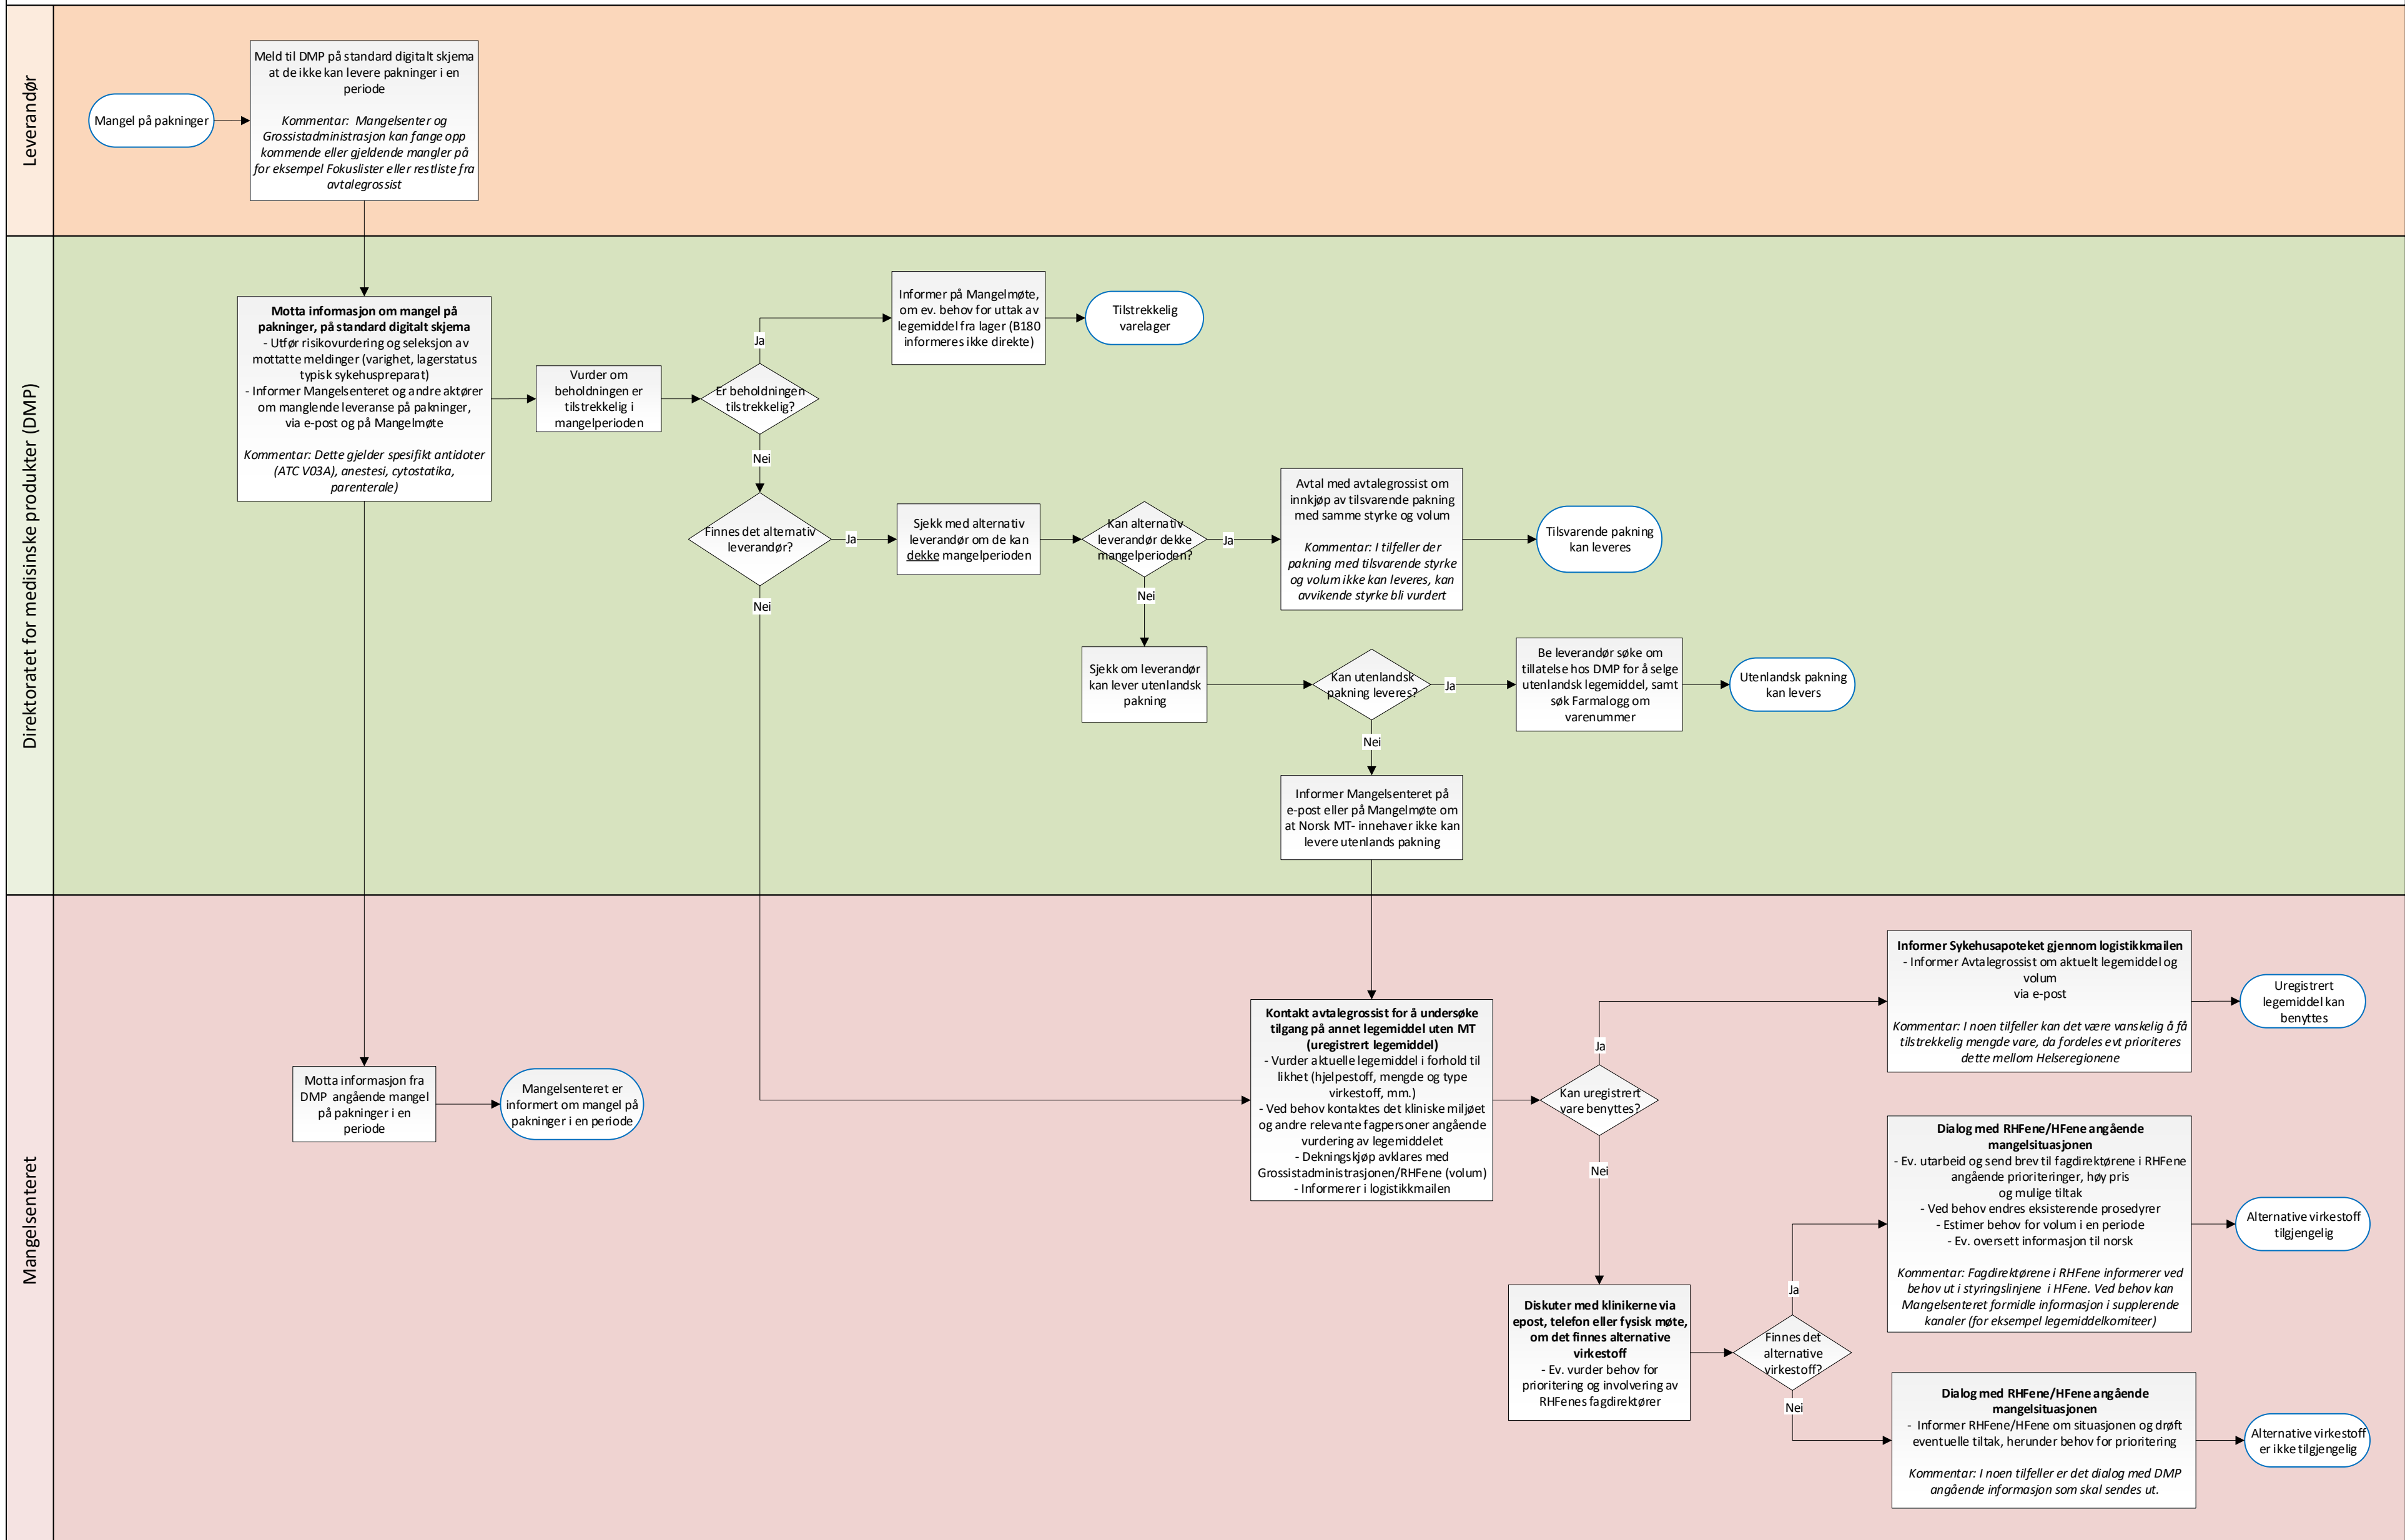 Leverandør
Mangel på pakninger
Meld til DMP på standard digitalt skjema
at de ikke kan levere pakninger i en
periode
Kommentar:  Mangelsenter og
Grossistadministrasjon kan fange opp
kommende eller gjeldende mangler på
for eksempel Fokuslister eller restliste fra
avtalegrossist
Direktoratet for medisinske produkter (DMP)
Motta informasjon om mangel på
pakninger, på standard digitalt skjema
- Utfør risikovurdering og seleksjon av
mottatte meldinger (varighet, lagerstatus
typisk sykehuspreparat)
- Informer Mangelsenteret og andre aktører
om manglende leveranse på pakninger,
via e-post og på Mangelmøte
Kommentar: Dette gjelder spesifikt antidoter
(ATC V03A), anestesi, cytostatika,
parenterale)
Vurder om
beholdningen er
tilstrekkelig i
mangelperioden
Er beholdningen
tilstrekkelig?
Ja
Informer på Mangelmøte,
om ev. behov for uttak av
legemiddel fra lager (B180
informeres ikke direkte)
Tilstrekkelig
varelager
Nei
Finnes det alternativ
leverandør?
Ja
Sjekk med alternativ
leverandør om de kan
dekke mangelperioden
Kan alternativ
leverandør dekke
mangelperioden?
Ja
Avtal med avtalegrossist om
innkjøp av tilsvarende pakning
med samme styrke og volum
Kommentar: I tilfeller der
pakning med tilsvarende styrke
og volum ikke kan leveres, kan
avvikende styrke bli vurdert
Tilsvarende pakning
kan leveres
Nei
Nei
Sjekk om leverandør
kan lever utenlandsk
pakning
Kan utenlandsk
pakning leveres?
Ja
Be leverandør søke om
tillatelse hos DMP for å selge
utenlandsk legemiddel, samt
søk Farmalogg om
varenummer
Utenlandsk pakning
kan levers
Nei
Informer Mangelsenteret på
e-post eller på Mangelmøte om
at Norsk MT- innehaver ikke kan
levere utenlands pakning
Mangelsenteret
Motta informasjon fra
DMP  angående mangel
på pakninger i en
periode
Mangelsenteret er
informert om mangel på
pakninger i en periode
Kontakt avtalegrossist for å undersøke
tilgang på annet legemiddel uten MT
(uregistrert legemiddel)
- Vurder aktuelle legemiddel i forhold til
likhet (hjelpestoff, mengde og type
virkestoff, mm.)
- Ved behov kontaktes det kliniske miljøet
og andre relevante fagpersoner angående
vurdering av legemiddelet
- Dekningskjøp avklares med
Grossistadministrasjonen/RHFene (volum)
- Informerer i logistikkmailen
Kan uregistrert
vare benyttes?
Ja
Informer Sykehusapoteket gjennom logistikkmailen
- Informer Avtalegrossist om aktuelt legemiddel og
volum
via e-post
Kommentar: I noen tilfeller kan det være vanskelig å få
tilstrekkelig mengde vare, da fordeles evt prioriteres
dette mellom Helseregionene
Uregistrert
legemiddel kan
benyttes
Nei
Diskuter med klinikerne via
epost, telefon eller fysisk møte,
om det finnes alternative
virkestoff
- Ev. vurder behov for
prioritering og involvering av
RHFenes fagdirektører
Finnes det
alternative
virkestoff?
Ja
Dialog med RHFene/HFene angående
mangelsituasjonen
- Ev. utarbeid og send brev til fagdirektørene i RHFene
angående prioriteringer, høy pris
og mulige tiltak
- Ved behov endres eksisterende prosedyrer
- Estimer behov for volum i en periode
- Ev. oversett informasjon til norsk
Kommentar: Fagdirektørene i RHFene informerer ved
behov ut i styringslinjene  i HFene. Ved behov kan
Mangelsenteret formidle informasjon i supplerende
kanaler (for eksempel legemiddelkomiteer)
Alternative virkestoff
tilgjengelig
Nei
Dialog med RHFene/HFene angående
mangelsituasjonen
-  Informer RHFene/HFene om situasjonen og drøft
eventuelle tiltak, herunder behov for prioritering
Kommentar: I noen tilfeller er det dialog med DMP
angående informasjon som skal sendes ut.
Alternative virkestoff
er ikke tilgjengelig